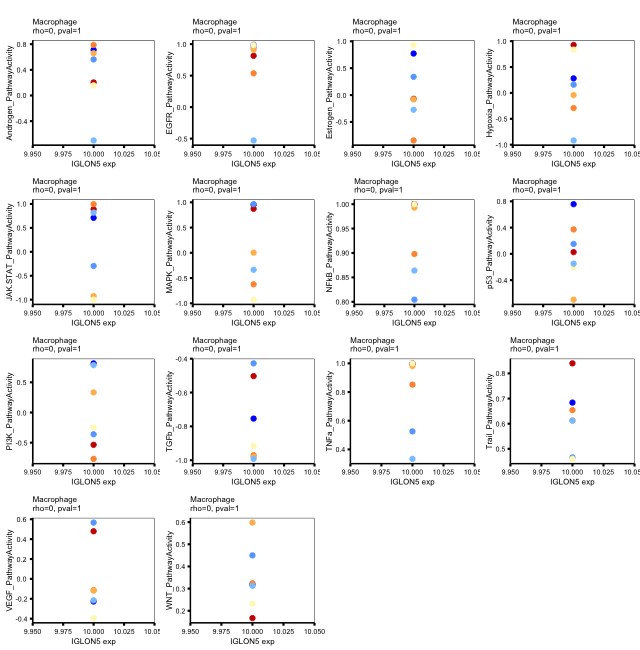 Macrophage
rho=0, pval=1
Androgen_PathwayActivity
0.8
0.4
0.0
-0.4
9.950 9.975 10.000 10.025 10.05
IGLON5 exp
Macrophage
rho=0, pval=1
EGFR_PathwayActivity
1.0
0.5
0.0
-0.5
9.950 9.975 10.000 10.025 10.05
IGLON5 exp
Macrophage
rho=0, pval=1
Estrogen_PathwayActivity
1.0
0.5
0.0
-0.5
9.950 9.975 10.000 10.025 10.05
IGLON5 exp
Macrophage
rho=0, pval=1
Hypoxia_PathwayActivity
1.0
0.5
0.0
-0.5
-1.0
9.950 9.975 10.000 10.025 10.05
IGLON5 exp
Macrophage
rho=0, pval=1
JAK.STAT_PathwayActivity
1.0
0.5
0.0
-0.5
-1.0
9.950 9.975 10.000 10.025 10.05
IGLON5 exp
Macrophage
rho=0, pval=1
MAPK_PathwayActivity
1.0
0.5
0.0
-0.5
-1.0
9.950 9.975 10.000 10.025 10.05
IGLON5 exp
Macrophage
rho=0, pval=1
NFkB_PathwayActivity
1.00
0.95
0.90
0.85
0.80
9.950 9.975 10.000 10.025 10.05
IGLON5 exp
Macrophage
rho=0, pval=1
p53_PathwayActivity
0.8
0.4
0.0
-0.4
9.950 9.975 10.000 10.025 10.05
IGLON5 exp
Macrophage
rho=0, pval=1
PI3K_PathwayActivity
0.5
0.0
-0.5
9.950 9.975 10.000 10.025 10.05
IGLON5 exp
Macrophage
rho=0, pval=1
TGFb_PathwayActivity
-0.4
-0.6
-0.8
-1.0
9.950 9.975 10.000 10.025 10.05
IGLON5 exp
Macrophage
rho=0, pval=1
TNFa_PathwayActivity
1.0
0.8
0.6
0.4
9.950 9.975 10.000 10.025 10.05
IGLON5 exp
Macrophage
rho=0, pval=1
Trail_PathwayActivity
0.8
0.7
0.6
0.5
9.950 9.975 10.000 10.025 10.05
IGLON5 exp
Macrophage
rho=0, pval=1
VEGF_PathwayActivity
0.6
0.4
0.2
0.0
-0.2
-0.4
9.950 9.975 10.000 10.025 10.05
IGLON5 exp
Macrophage
rho=0, pval=1
WNT_PathwayActivity
0.6
0.5
0.4
0.3
0.2
9.950 9.975 10.000 10.025 10.050
IGLON5 exp